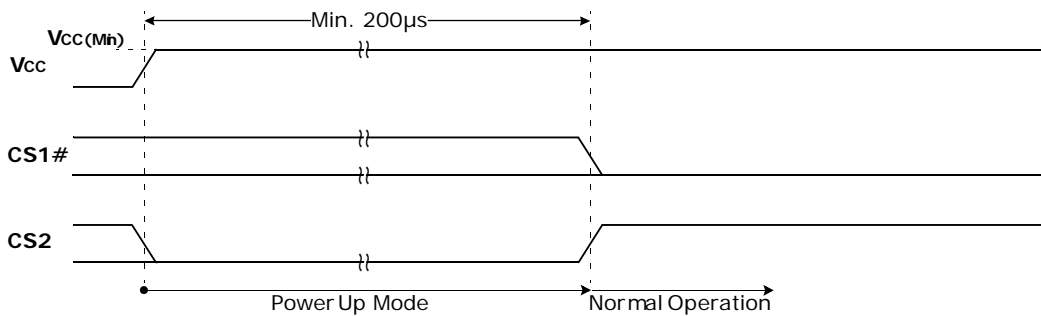 Min. 200µs
VCC(Min)
VCC
CS1#
CS2
Power Up Mode
Normal Operation